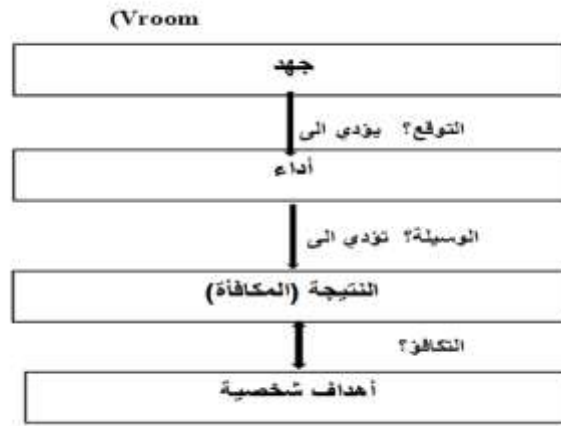 (Vroom
جهد
التوقع؟ يؤدي الى
أداء
الوسيلة؟ تؤدي الى
النتيجة (المكافأة)
التكافؤ؟
أهداف شخصية